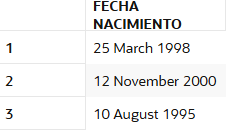 FECHA
NACIMIENTO
1 25 March 1998
2 12 November 2000
3 10 August 1995